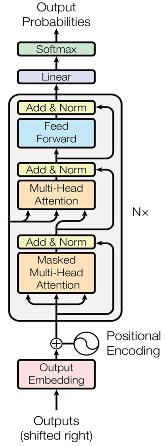 Output
Probabilities
Softmax
Linear
Add & Norm
Feed
Forward
Add & Norm
Multi-Head
Attention
N×
Add & Norm
Masked
Multi-Head
Attention
Positional
Encoding
Output
Embedding
Outputs
(shifted right)